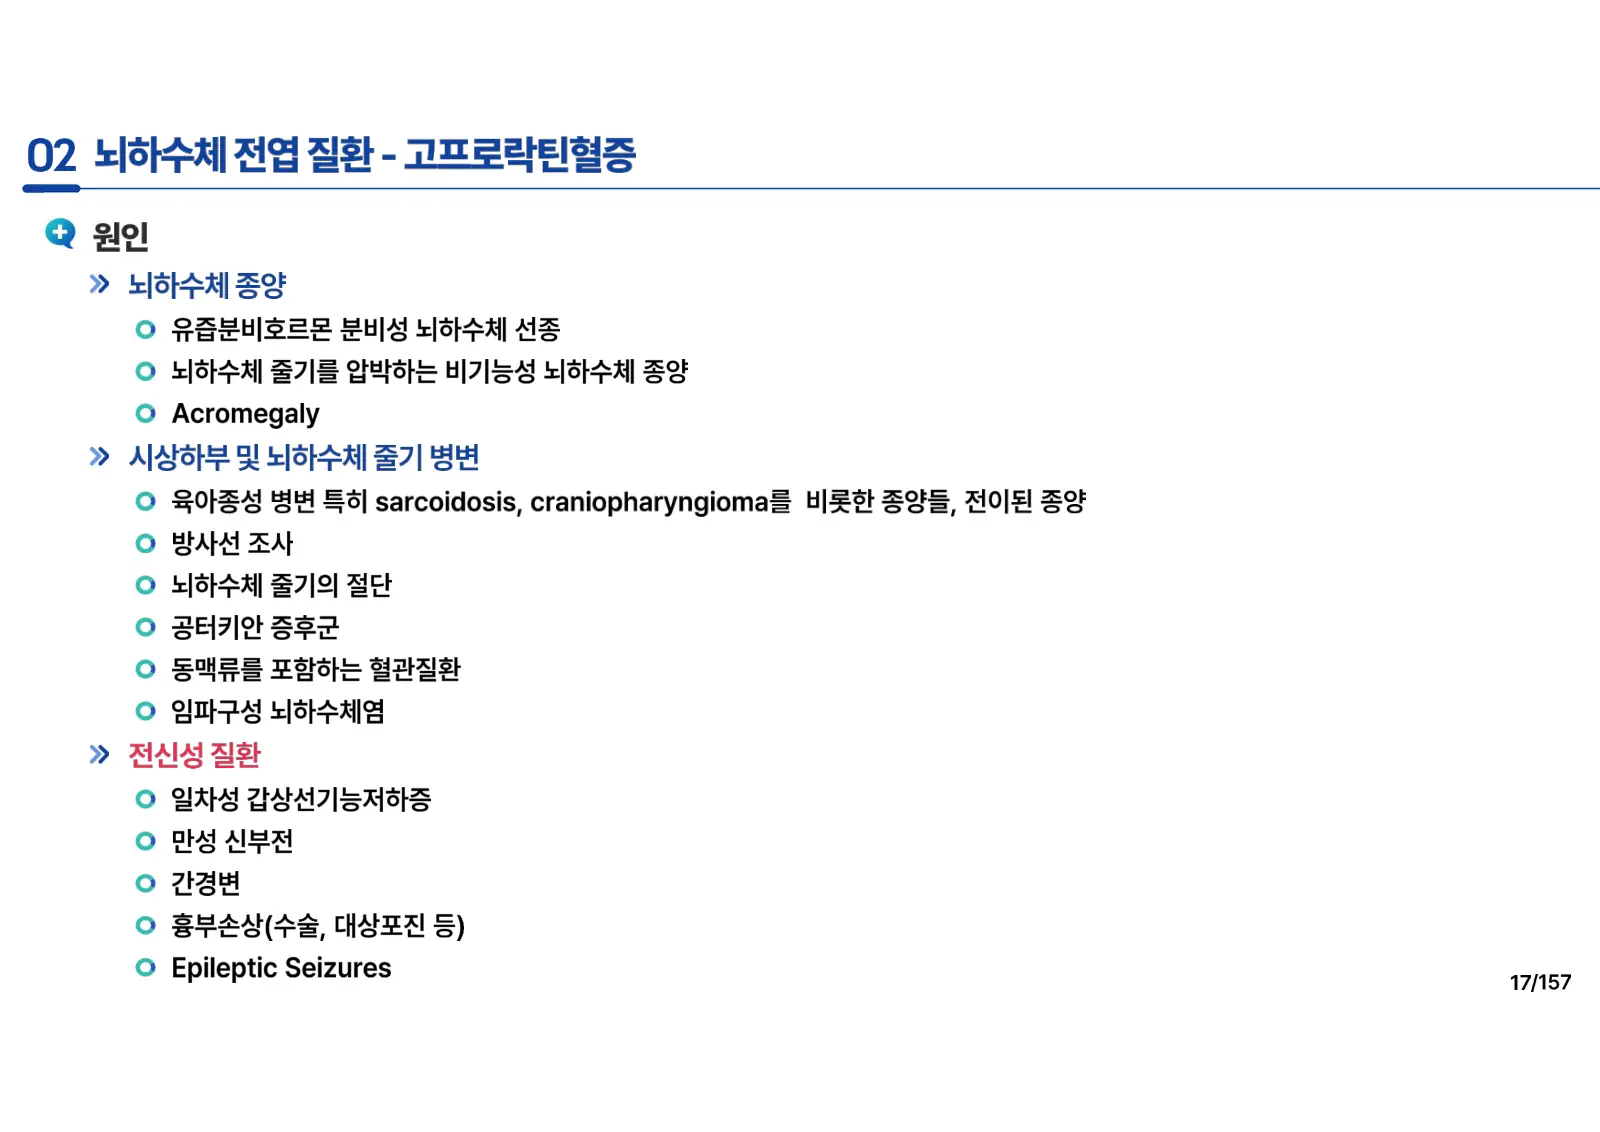 02 뇌하수체 전엽 질환 - 고프로락틴혈증
원인
뇌하수체 종양
유즙분비호르몬 분비성 뇌하수체 선종
뇌하수체 줄기를 압박하는 비기능성 뇌하수체 종양
Acromegaly
시상하부 및 뇌하수체 줄기 병변
육아종성 병변 특히 sarcoidosis, craniopharyngioma를 비롯한 종양들, 전이된 종양
방사선 조사
뇌하수체 줄기의 절단
공터키안 증후군
동맥류를 포함하는 혈관질환
임파구성 뇌하수체염
전신성 질환
일차성 갑상선기능저하증
만성 신부전
간경변
흉부손상(수술, 대상포진 등)
Epileptic Seizures
17/157